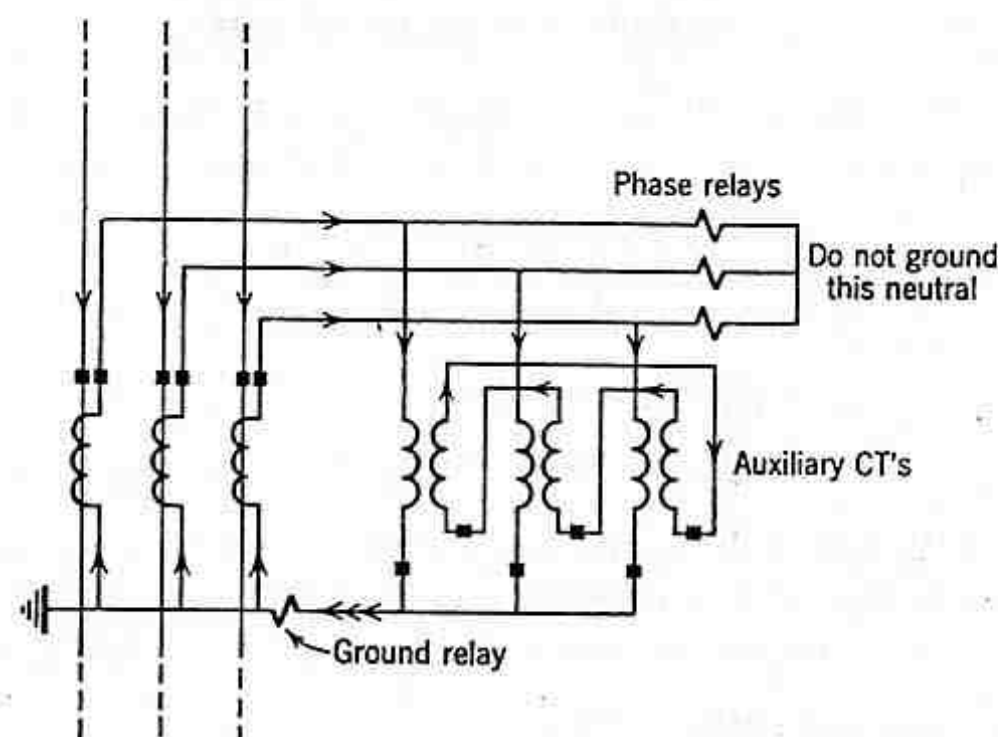 Phase relays
Do not ground
this neutral
Auxiliary CT's
Ground relay